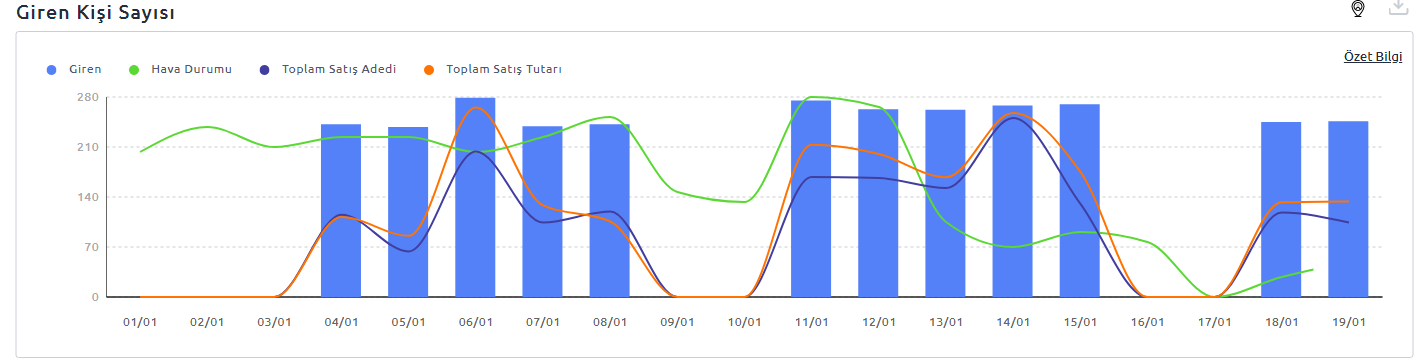 Giren Kişi Sayısı
Özet Bilgi
Giren Hava Durumu Toplam Satış Adedi Toplam Satış Tutarı
280
210
140
70
0
01/01 02/01 03/01 04/01 05/01 06/01 07/01 08/01 09/01 10/01 11/01 12/01 13/01 14/01 15/01 16/01 17/01 18/01 19/01